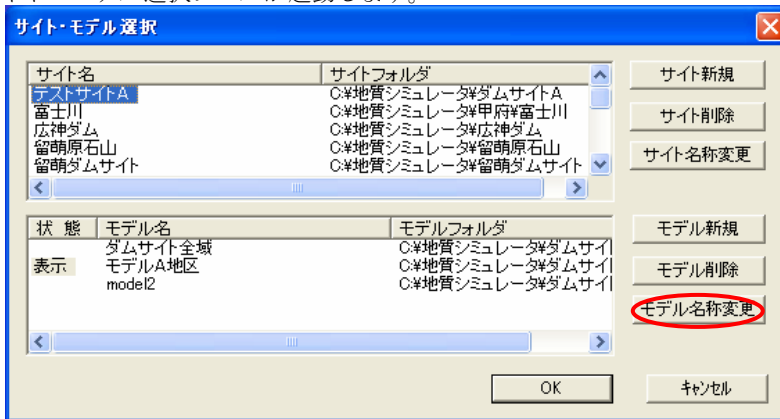 サイト・モデル選択
サイト名 サイトフォルダ
テストサイトA C:¥地質シミュレータ¥ダムサイトA
富士川 C:¥地質シミュレータ¥甲府¥富士川
広神ダム C:¥地質シミュレータ¥広神ダム
留萌原石山 C:¥地質シミュレータ¥留萌原石山
留萌ダムサイト C:¥地質シミュレータ¥留萌ダムサイト
サイト新規
サイト削除
サイト名称変更
状 態 モデル名 モデルフォルダ
ダムサイト全域 C:¥地質シミュレータ¥ダムサイ
表示 モデルA地区 C:¥地質シミュレータ¥ダムサイ
model2 C:¥地質シミュレータ¥ダムサイ
モデル新規
モデル削除
モデル名称変更
OK
キャンセル